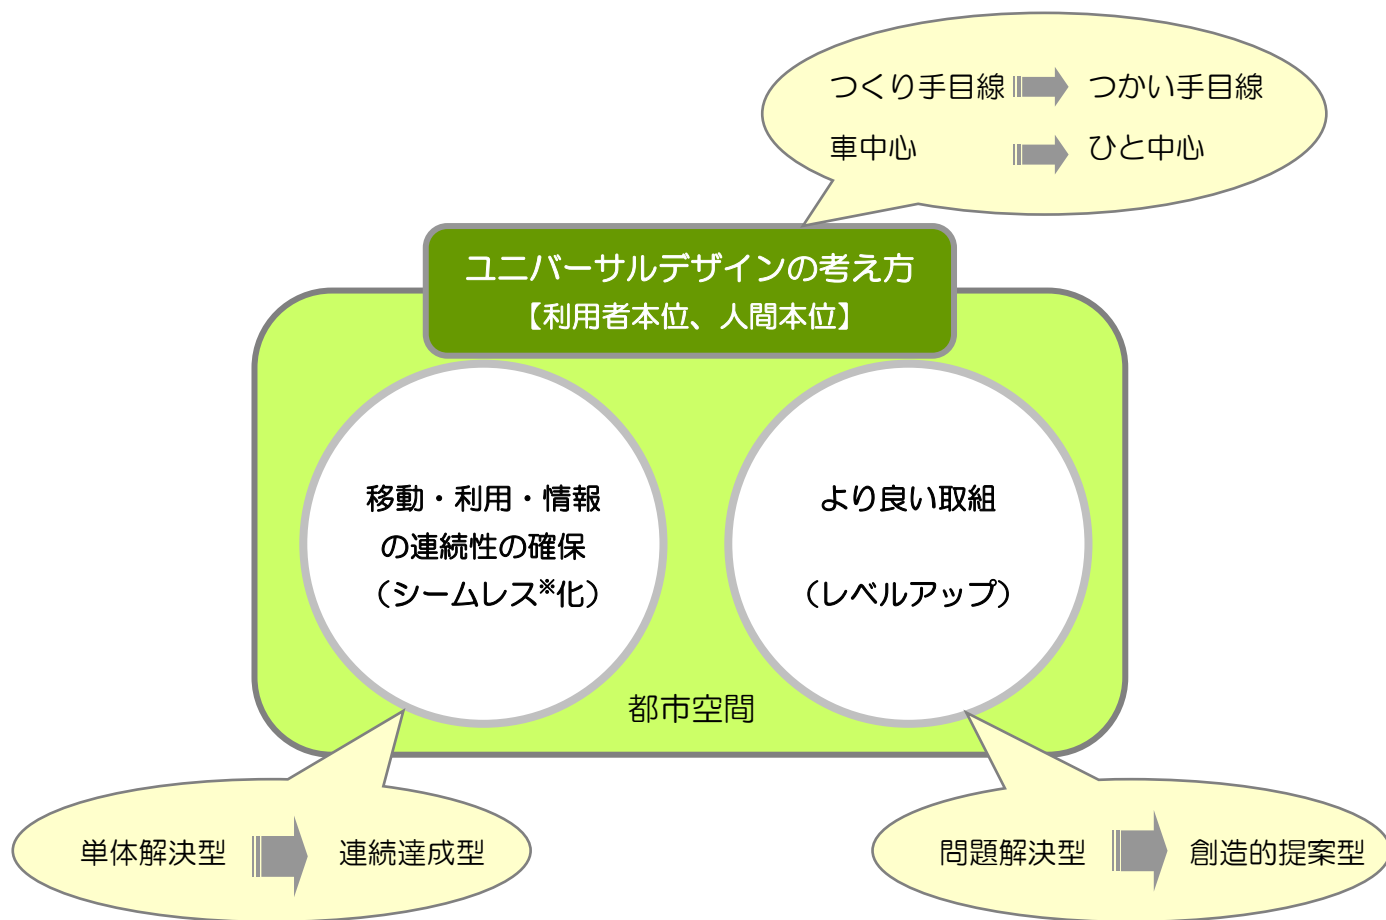 つくり手目線 つかい手目線
車中心 ひと中心
ユニバーサルデザインの考え方
【利用者本位、人間本位】
移動・利用・情報
の連続性の確保
（シームレス※化）
より良い取組
（レベルアップ）
都市空間
単体解決型 連続達成型
問題解決型 創造的提案型